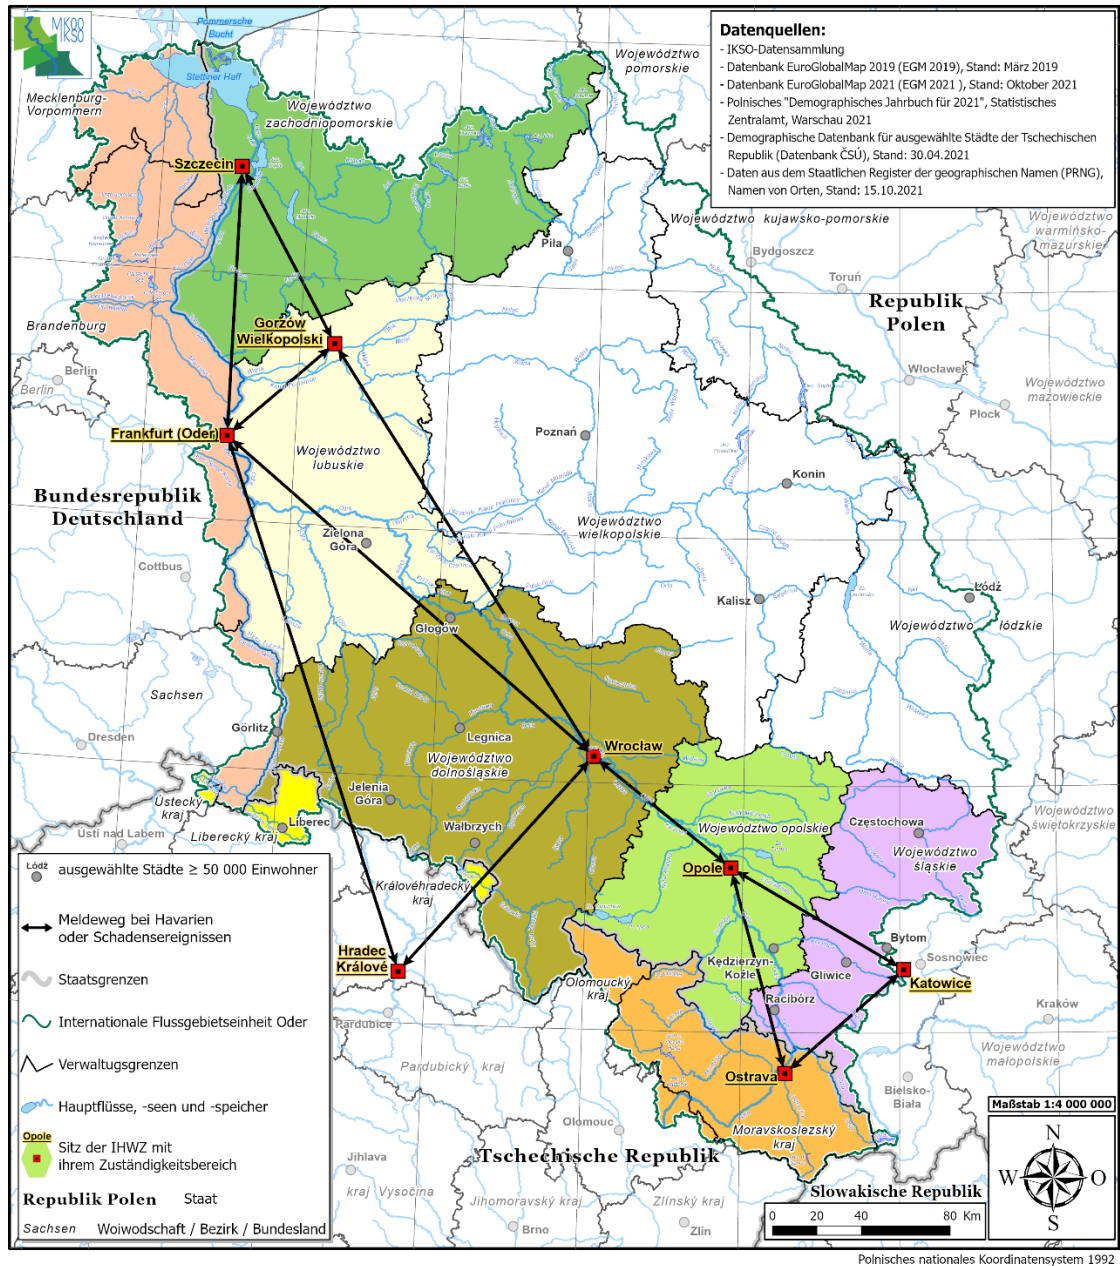 MKOO
IKSO
Pommersche
Bucht
Stettiner Haff
Mecklenburg-
Vorpommern
Województwo
zachodniopomorskie
Województwo
pomorskie
Datenquellen:
- IKSO-Datensammlung
- Datenbank EuroGlobalMap 2019 (EGM 2019), Stand: März 2019
- Datenbank EuroGlobalMap 2021 (EGM 2021 ), Stand: Oktober 2021
- Polnisches "Demographisches Jahrbuch für 2021", Statistisches
Zentralamt, Warschau 2021
- Demographische Datenbank für ausgewählte Städte der Tschechischen
Republik (Datenbank ČSÚ), Stand: 30.04.2021
- Daten aus dem Staatlichen Register der geographischen Namen (PRNG),
Namen von Orten, Stand: 15.10.2021
Szczecin
Województwo kujawsko-pomorskie
Województwo
warmińsko-
mazurskie
Piła
Bydgoszcz
Toruń
Republik
Polen
Brandenburg
Gorzów
Wielkopolski
Berlin
Berlin
Włocławek
Województwo
mazowieckie
Płock
Frankfurt (Oder)
Poznań
Województwo
lubuskie
Konin
Bundesrepublik
Deutschland
Województwo
wielkopolskie
Zielona
Góra
Cottbus
Kalisz
Łódź
Głogów
Województwo łódzkie
Sachsen
Görlitz
Dresden
Legnica
Wrocław
Województwo
dolnośląskie
Jelenia
Góra
Ústecký
kraj
Liberecký kraj
Liberec
Ústí nad Labem
Wałbrzych
Województwo opolskie
Częstochowa
Województwo
śląskie
Województwo
świętokrzyskie
Opole
Královéhradecký
kraj
Hradec
Králové
Olomoucký
kraj
Kędzierzyn-
Koźle
Gliwice
Bytom
Sosnowiec
Katowice
Racibórz
Kraków
Pardubice
Województwo
małopolskie
Pardubický kraj
Ostrava
Bielsko-
Biała
Olomouc
Moravskoslezský
kraj
Tschechische Republik
Jihlava
kraj Vysočina
Jihomoravský kraj
Brno
Zlínský kraj
Zlín
Slowakische Republik
Łódź
ausgewählte Städte ≥ 50 000 Einwohner
Meldeweg bei Havarien
oder Schadensereignissen
Staatsgrenzen
Internationale Flussgebietseinheit Oder
Verwaltugsgrenzen
Hauptflüsse, -seen und -speicher
Opole
Sitz der IHWZ mit
ihrem Zuständigkeitsbereich
Republik Polen Staat
Sachsen Woiwodschaft / Bezirk / Bundesland
Maßstab 1:4 000 000
N
W O
S
0 20 40 80 Km
Polnisches nationales Koordinatensystem 1992